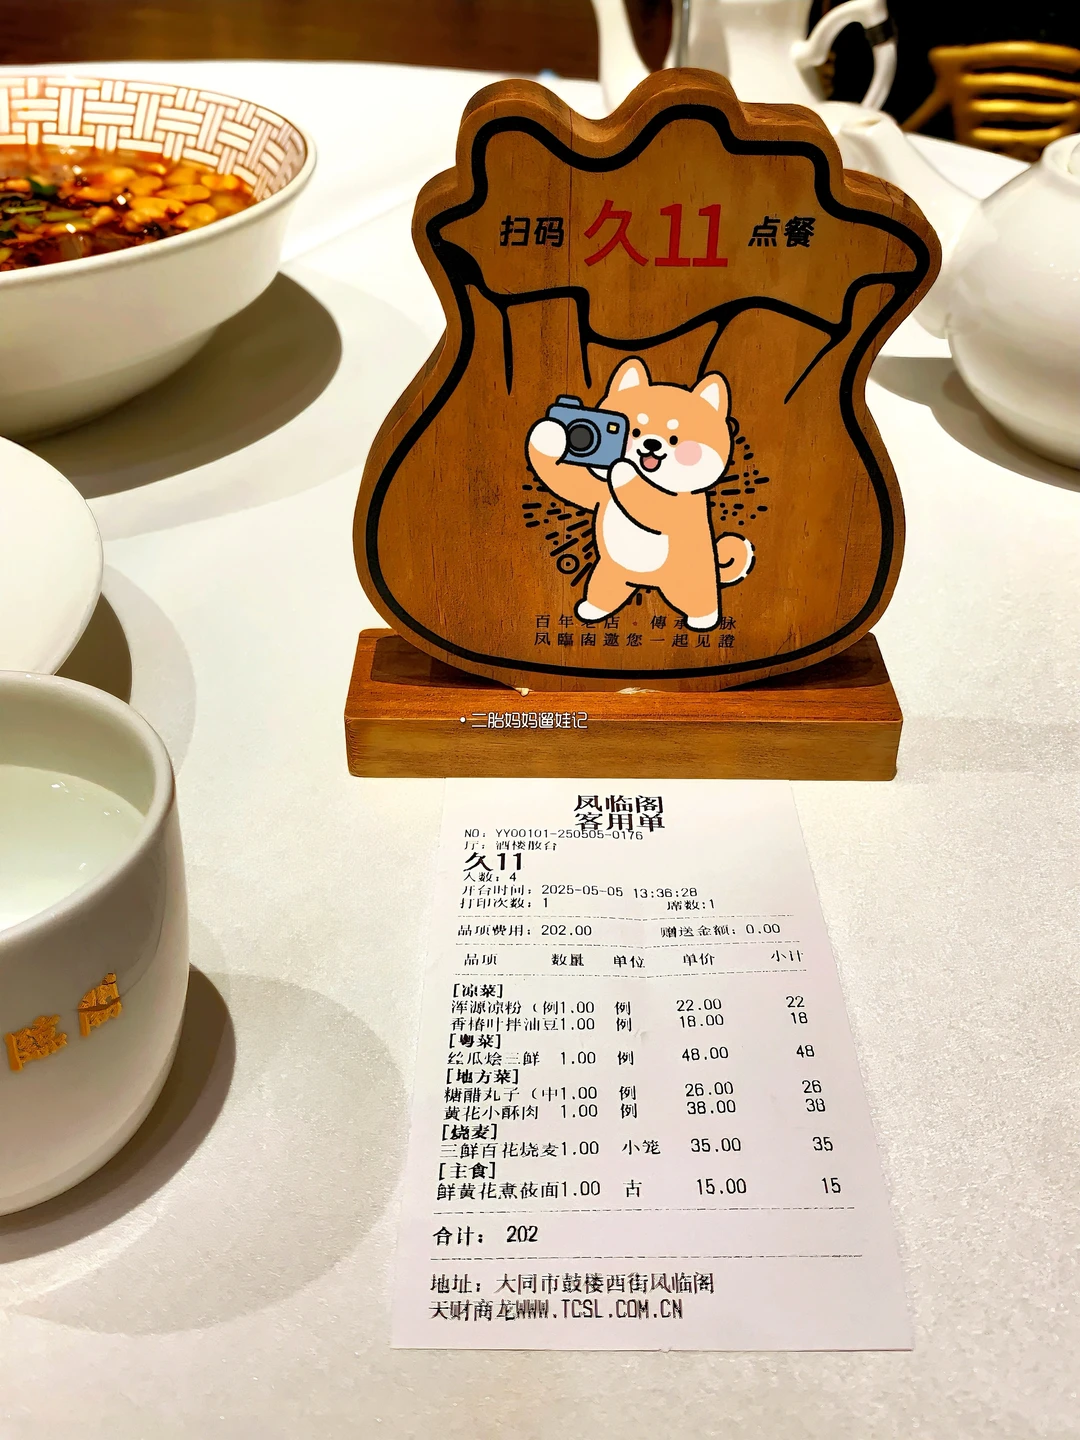 扫码 久11 点餐
百年老店·傳承 脉
凤臨阁邀您一起见證
•二胎妈妈遛娃记
臨阁
凤临阁
客用单
NO：YY00101-250505-0176
厅：酒楼散台
久11
人数：4
开台时间：2025-05-05 13:36:28
打印次数：1 席数:1
品项费用：202.00 赠送金额：0.00
品项 数量 单位 单价 小计
[凉菜]
浑源凉粉（例1.00 例 22.00 22
香椿叶拌油豆1.00 例 18.00 18
[粤菜]
丝瓜烩三鲜 1.00 例 48.00 48
[地方菜]
糖醋丸子（中1.00 例 26.00 26
黄花小酥肉 1.00 例 38.00 38
[烧麦]
三鲜百花烧麦1.00 小笼 35.00 35
[主食]
鲜黄花煮莜面1.00 古 15.00 15
合计： 202
地址：大同市鼓楼西街凤临阁
天财商龙WWW.TCSL.COM.CN